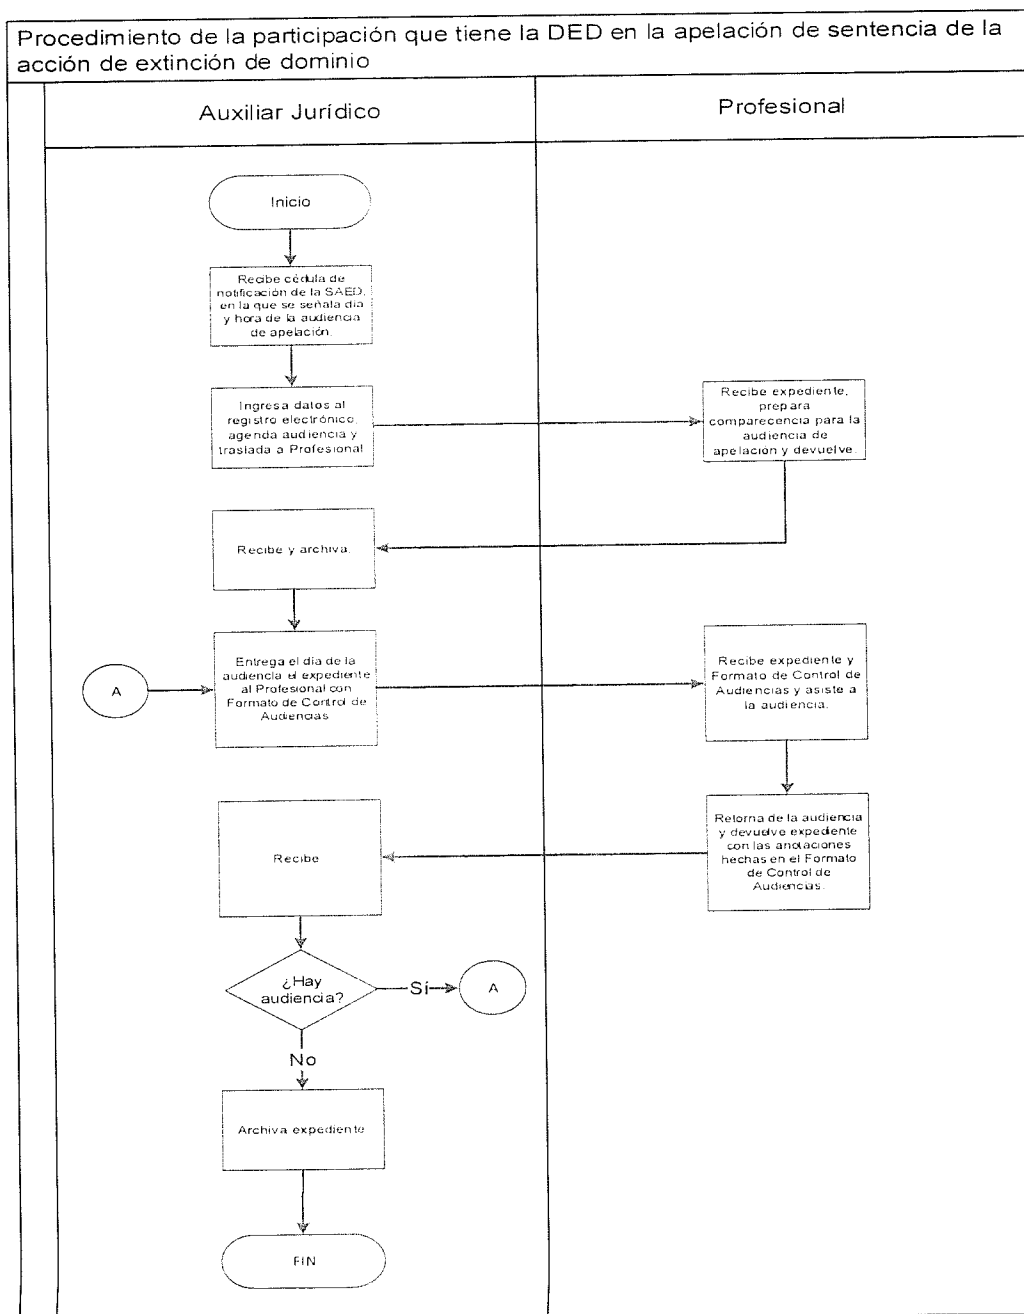 Procedimiento de la participación que tiene la DED en la apelación de sentencia de la
acción de extinción de dominio
Auxiliar Jurídico
Profesional
Inicio
Recibe cédula de
notificación de la SAED,
en la que se señala día
y hora de la audiencia
de apelación.
Ingresa datos al
registro electrónico,
agenda audiencia y
traslada a Profesional
Recibe expediente,
prepara
comparecencia para la
audiencia de
apelación y devuelve.
Recibe y archiva.
A
Entrega el día de la
audiencia el expediente
al Profesional con
Formato de Control de
Audiencias
Recibe expediente y
Formato de Control de
Audiencias y asiste a
la audiencia.
Retorna de la audiencia
y devuelve expediente
con las anotaciones
hechas en el Formato
de Control de
Audiencias.
Recibe
¿Hay
audiencia?
Sí
A
No
Archiva expediente
FIN